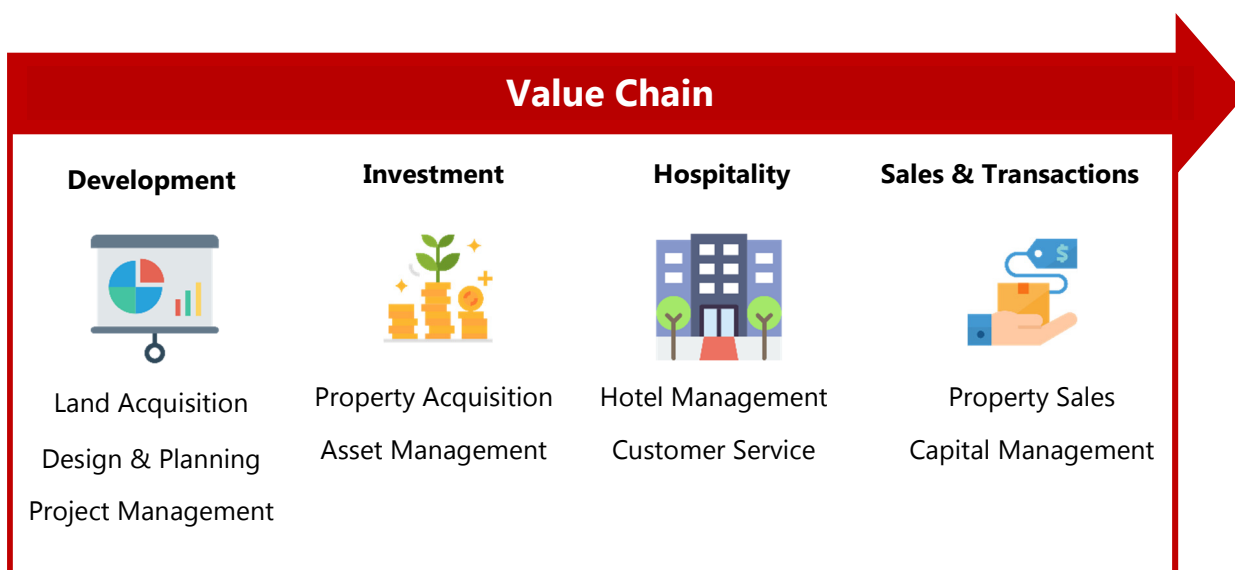 Value Chain
Development
Land Acquisition
Design & Planning
Project Management
Investment
Property Acquisition
Asset Management
Hospitality
Hotel Management
Customer Service
Sales & Transactions
$
Property Sales
Capital Management